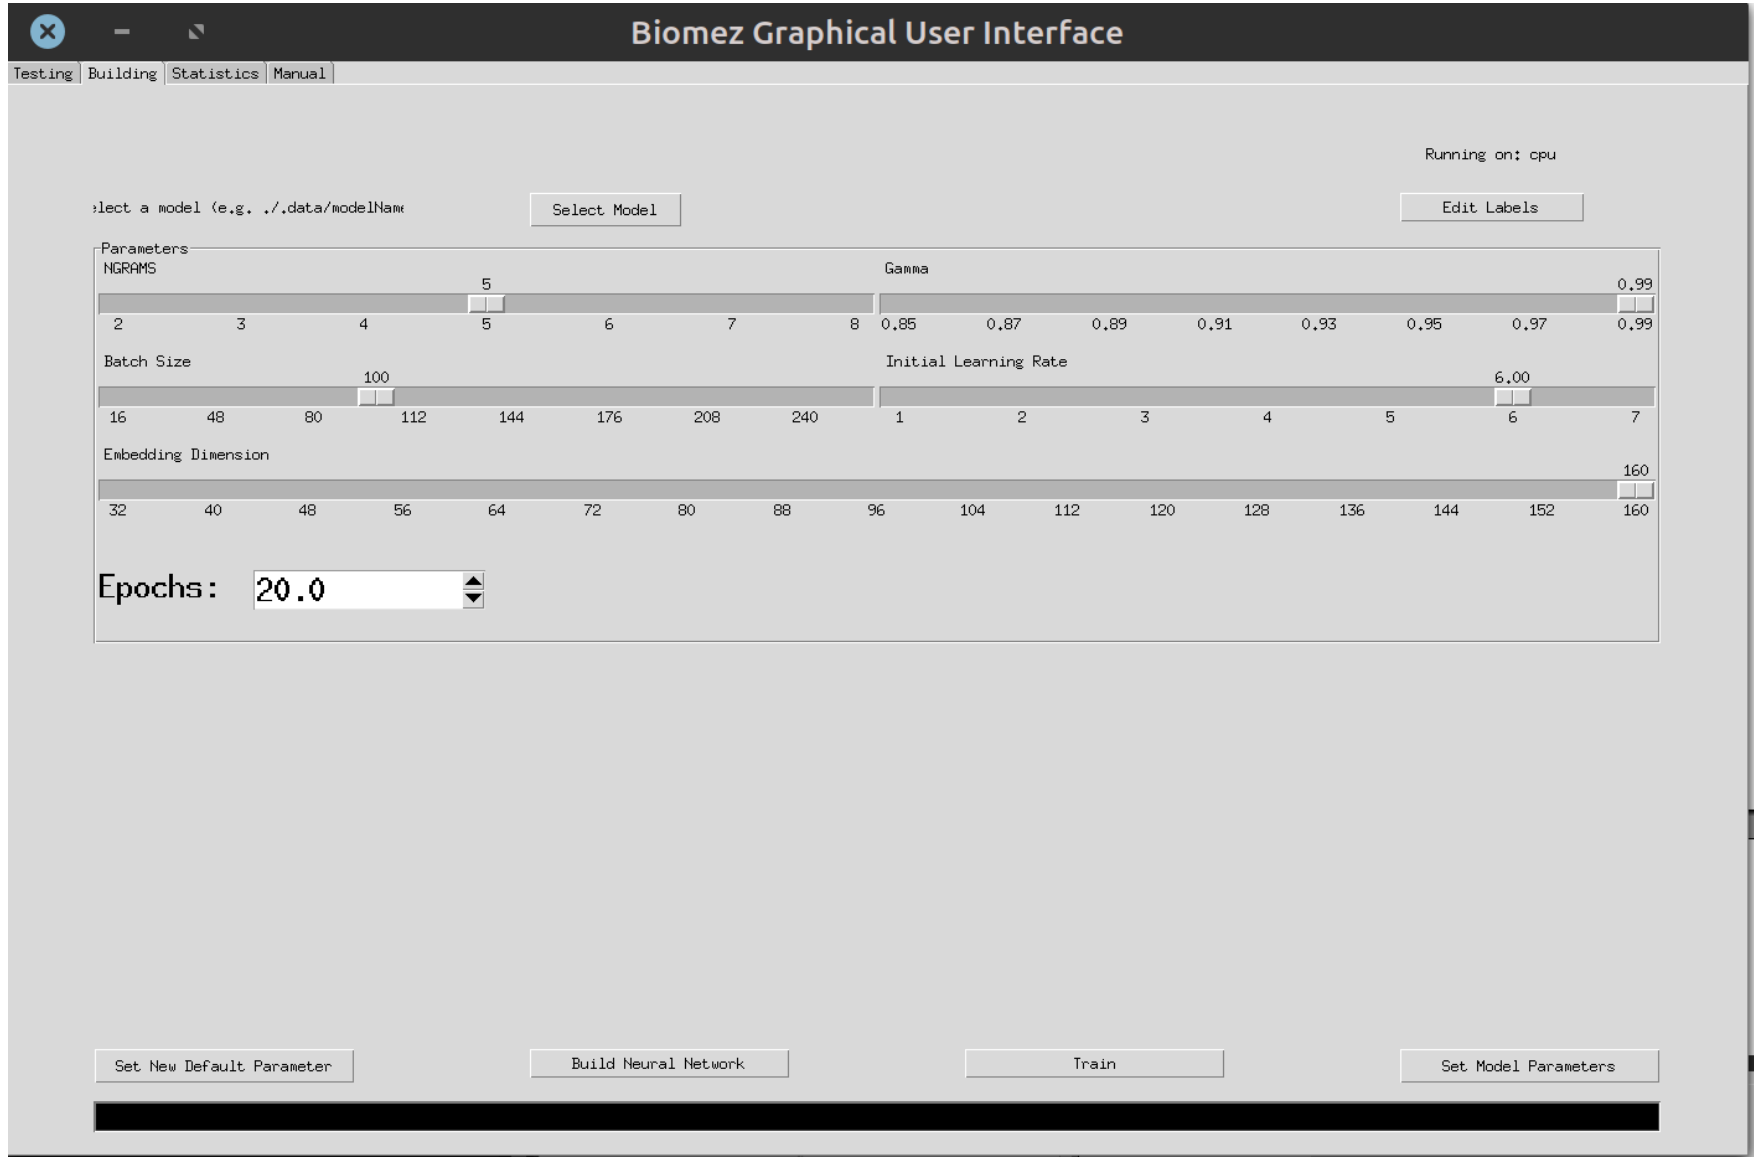 Biomez Graphical User Interface
Testing Building Statistics Manual
Running on: cpu
elect a model (e.g. ./.data/modelName
Select Model
Edit Labels
Parameters
NGRAMS
5
2 3 4 5 6 7 8
Gamma
0.99
0.85 0.87 0.89 0.91 0.93 0.95 0.97 0.99
Batch Size
100
16 48 80 112 144 176 208 240
Initial Learning Rate
6.00
1 2 3 4 5 6 7
Embedding Dimension
160
32 40 48 56 64 72 80 88 96 104 112 120 128 136 144 152 160
Epochs: 20.0
Set New Default Parameter
Build Neural Network
Train
Set Model Parameters